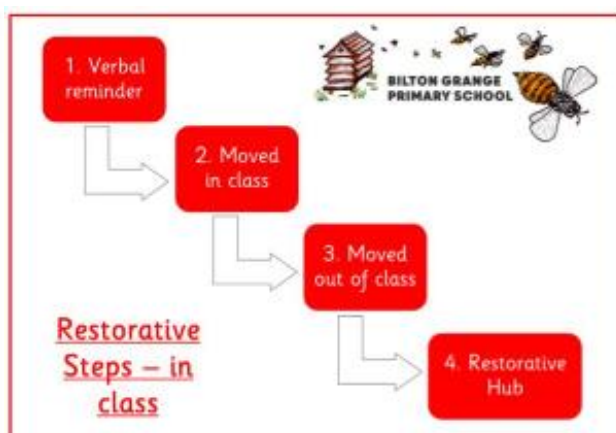 1. Verbal
reminder
BILTON GRANGE
PRIMARY SCHOOL
2. Moved
in class
3. Moved
out of class
Restorative
Steps – in
class
4. Restorative
Hub